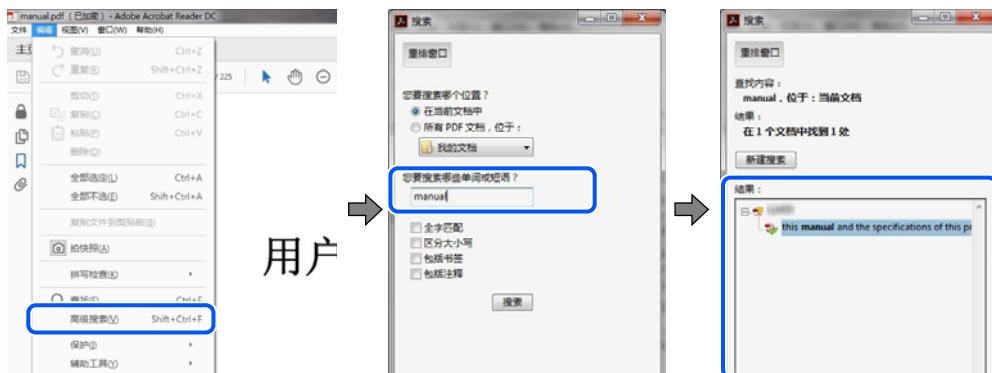 manual.pdf （已加密） - Adobe Acrobat Reader DC
文件 编辑 视图(V) 窗口(W) 帮助(H)
主
撤消(U) Ctrl+Z
重复(R) Shift+Ctrl+Z
/ 225
剪切(T) Ctrl+X
复制(C) Ctrl+C
粘贴(P) Ctrl+V
删除(D)
全部选定(L) Ctrl+A
全部不选(E) Shift+Ctrl+A
复制文件到剪贴板(B)
拍快照(A)
拼写检查(K)
查找(F) Ctrl+F
高级搜索(V) Shift+Ctrl+F
保护(I)
辅助工具(Y)
用户
搜索
重排窗口
您要搜索哪个位置？
在当前文档中
所有 PDF 文档，位于：
我的文档
您要搜索哪些单词或短语？
manual
全字匹配
区分大小写
包括书签
包括注释
搜索
搜索
重排窗口
查找内容：
manual，位于：当前文档
结果：
在 1 个文档中找到 1 处
新建搜索
结果：
this manual and the specifications of this pr